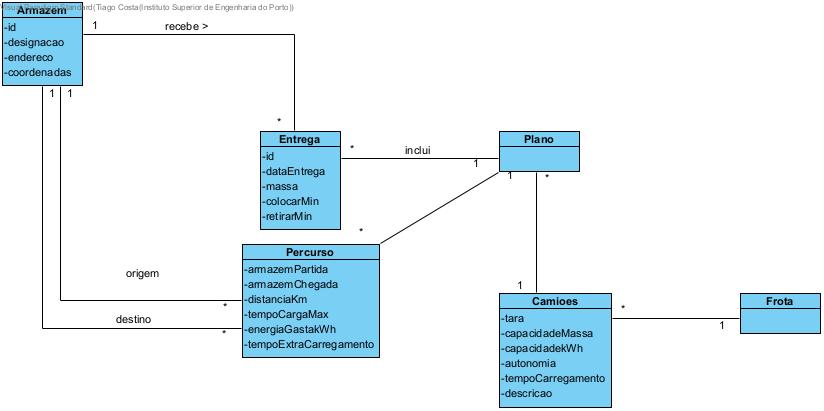 Visual Paradigm Standard(Tiago Costa(Instituto Superior de Engenharia do Porto))
Armazem
-id
-designacao
-endereco
-coordenadas
1
recebe >
*
1
1
Entrega
-id
-dataEntrega
-massa
-colocarMin
-retirarMin
*
inclui
1
Plano
1
*
*
Percurso
-armazemPartida
-armazemChegada
-distanciaKm
-tempoCargaMax
-energiaGastakWh
-tempoExtraCarregamento
origem
*
destino
*
1
Camioes
-tara
-capacidadeMassa
-capacidadekWh
-autonomia
-tempoCarregamento
-descricao
*
1
Frota